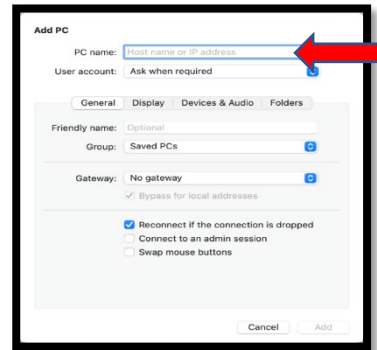 Add PC
PC name: Host name or IP address
User account: Ask when required
General Display Devices & Audio Folders
Friendly name: Optional
Group: Saved PCs
Gateway: No gateway
Bypass for local addresses
Reconnect if the connection is dropped
Connect to an admin session
Swap mouse buttons
Cancel Add